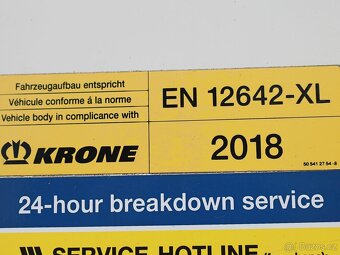 Fahrzeugaufbau entspricht
Véhicule conforme á la norme
Vehicle body in complicance with
EN 12642-XL
KRONE
2018
50 541 27 54 -8
24-hour breakdown service
SERVICE HOTLINE